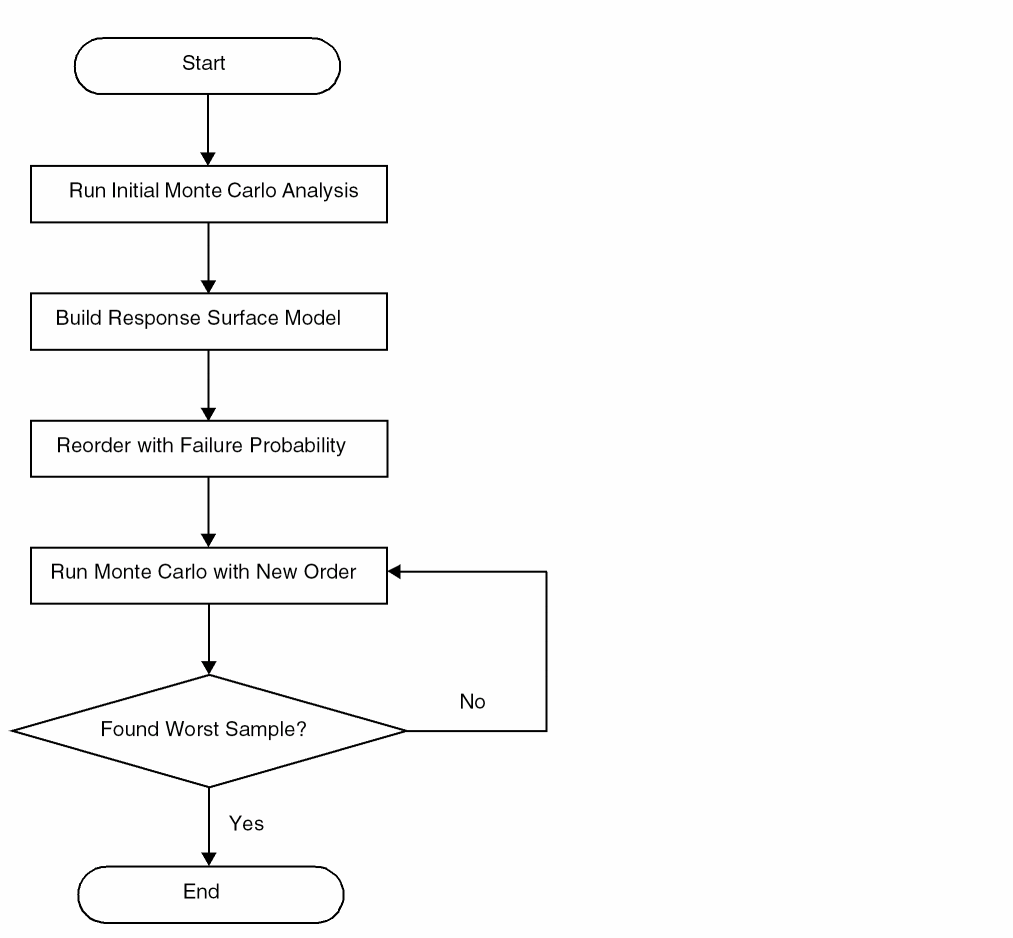 Start
Run Initial Monte Carlo Analysis
Build Response Surface Model
Reorder with Failure Probability
Run Monte Carlo with New Order
No
Found Worst Sample?
Yes
End